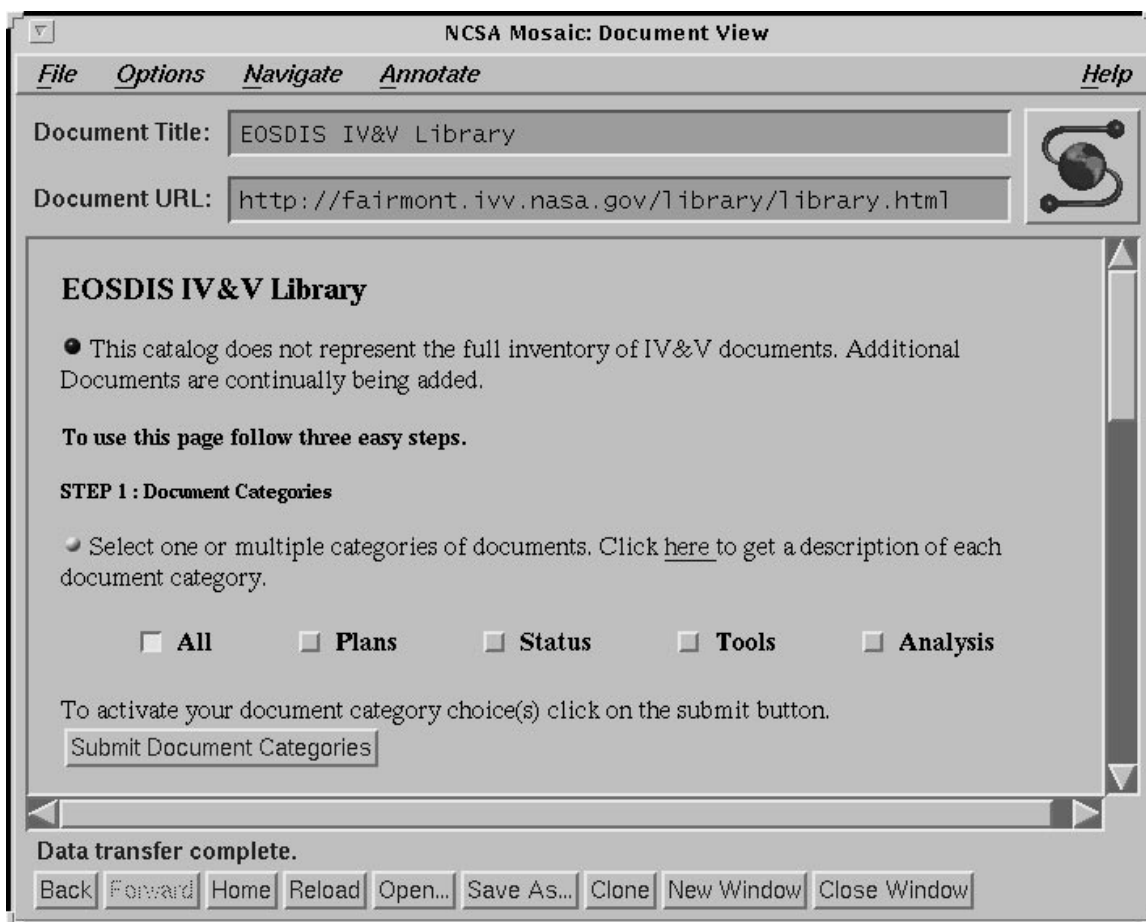 NCSA Mosaic: Document View
File Options Navigate Annotate Help
Document Title: EOSDIS IV&V Library
Document URL: http://fairmont.ivv.nasa.gov/library/library.html
EOSDIS IV&V Library
This catalog does not represent the full inventory of IV&V documents. Additional
Documents are continually being added.
To use this page follow three easy steps.
STEP 1 : Document Categories
Select one or multiple categories of documents. Click here to get a description of each
document category.
All Plans Status Tools Analysis
To activate your document category choice(s) click on the submit button.
Submit Document Categories
Data transfer complete.
Back Forward Home Reload Open... Save As... Clone New Window Close Window